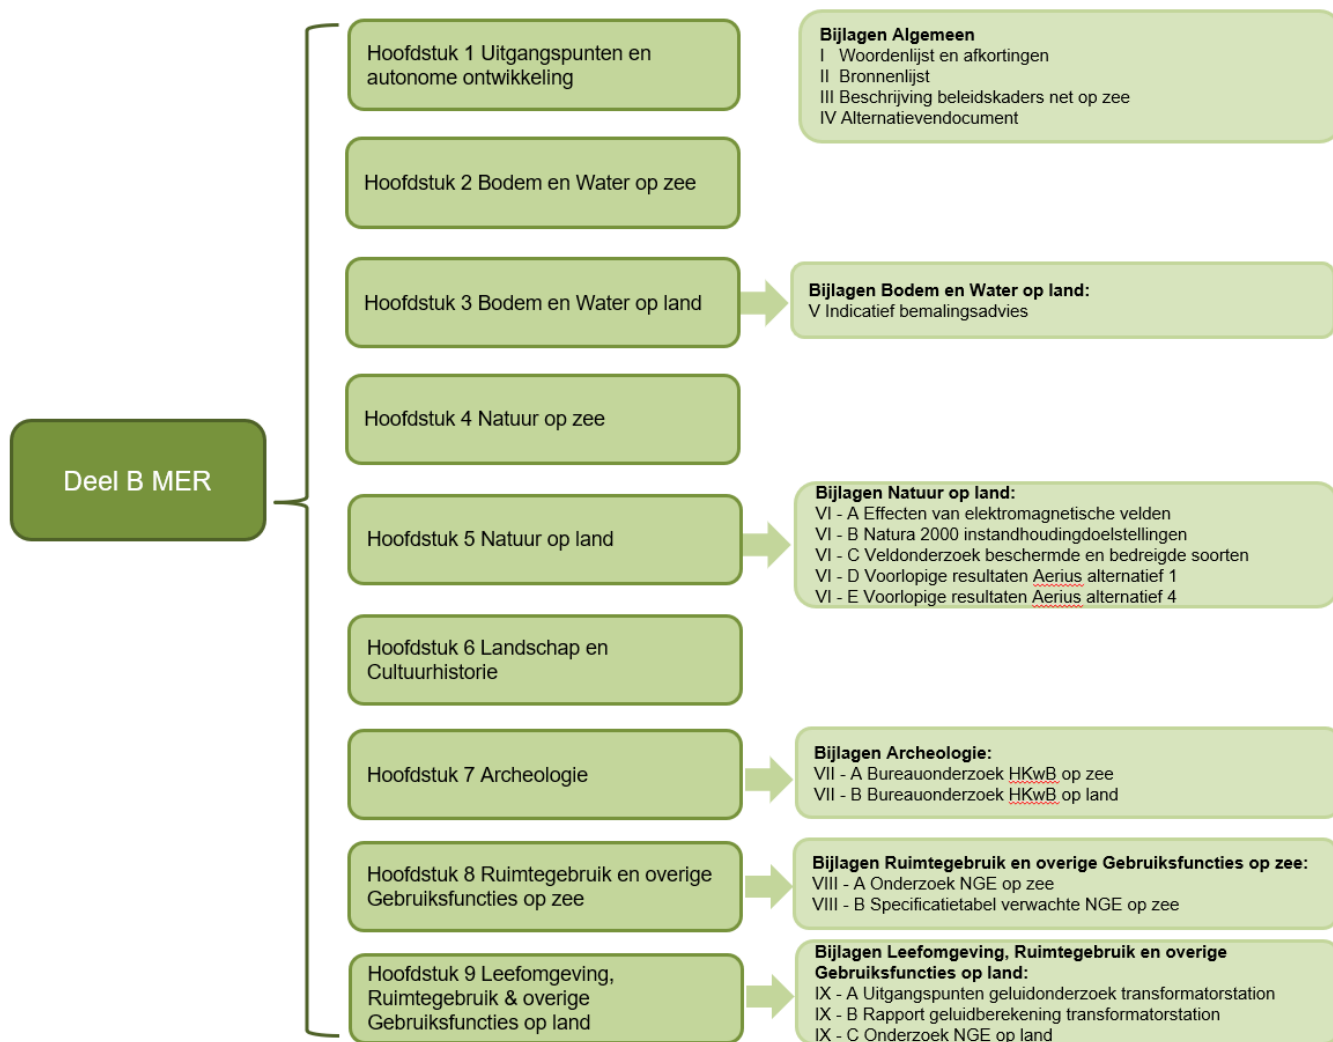 Deel B MER
Hoofdstuk 1 Uitgangspunten en
autonome ontwikkeling
Bijlagen Algemeen
I Woordenlijst en afkortingen
II Bronnenlijst
III Beschrijving beleidskaders net op zee
IV Alternatievendocument
Hoofdstuk 2 Bodem en Water op zee
Hoofdstuk 3 Bodem en Water op land
Bijlagen Bodem en Water op land:
V Indicatief bemalingsadvies
Hoofdstuk 4 Natuur op zee
Hoofdstuk 5 Natuur op land
Bijlagen Natuur op land:
VI - A Effecten van elektromagnetische velden
VI - B Natura 2000 instandhoudingdoelstellingen
VI - C Veldonderzoek beschermde en bedreigde soorten
VI - D Voorlopige resultaten Aerius alternatief 1
VI - E Voorlopige resultaten Aerius alternatief 4
Hoofdstuk 6 Landschap en
Cultuurhistorie
Hoofdstuk 7 Archeologie
Bijlagen Archeologie:
VII - A Bureauonderzoek HKwB op zee
VII - B Bureauonderzoek HKwB op land
Hoofdstuk 8 Ruimtegebruik en overige
Gebruiksfuncties op zee
Bijlagen Ruimtegebruik en overige Gebruiksfuncties op zee:
VIII - A Onderzoek NGE op zee
VIII - B Specificatietabel verwachte NGE op zee
Hoofdstuk 9 Leefomgeving,
Ruimtegebruik & overige
Gebruiksfuncties op land
Bijlagen Leefomgeving, Ruimtegebruik en overige
Gebruiksfuncties op land:
IX - A Uitgangspunten geluidonderzoek transformatorstation
IX - B Rapport geluidberekening transformatorstation
IX - C Onderzoek NGE op land